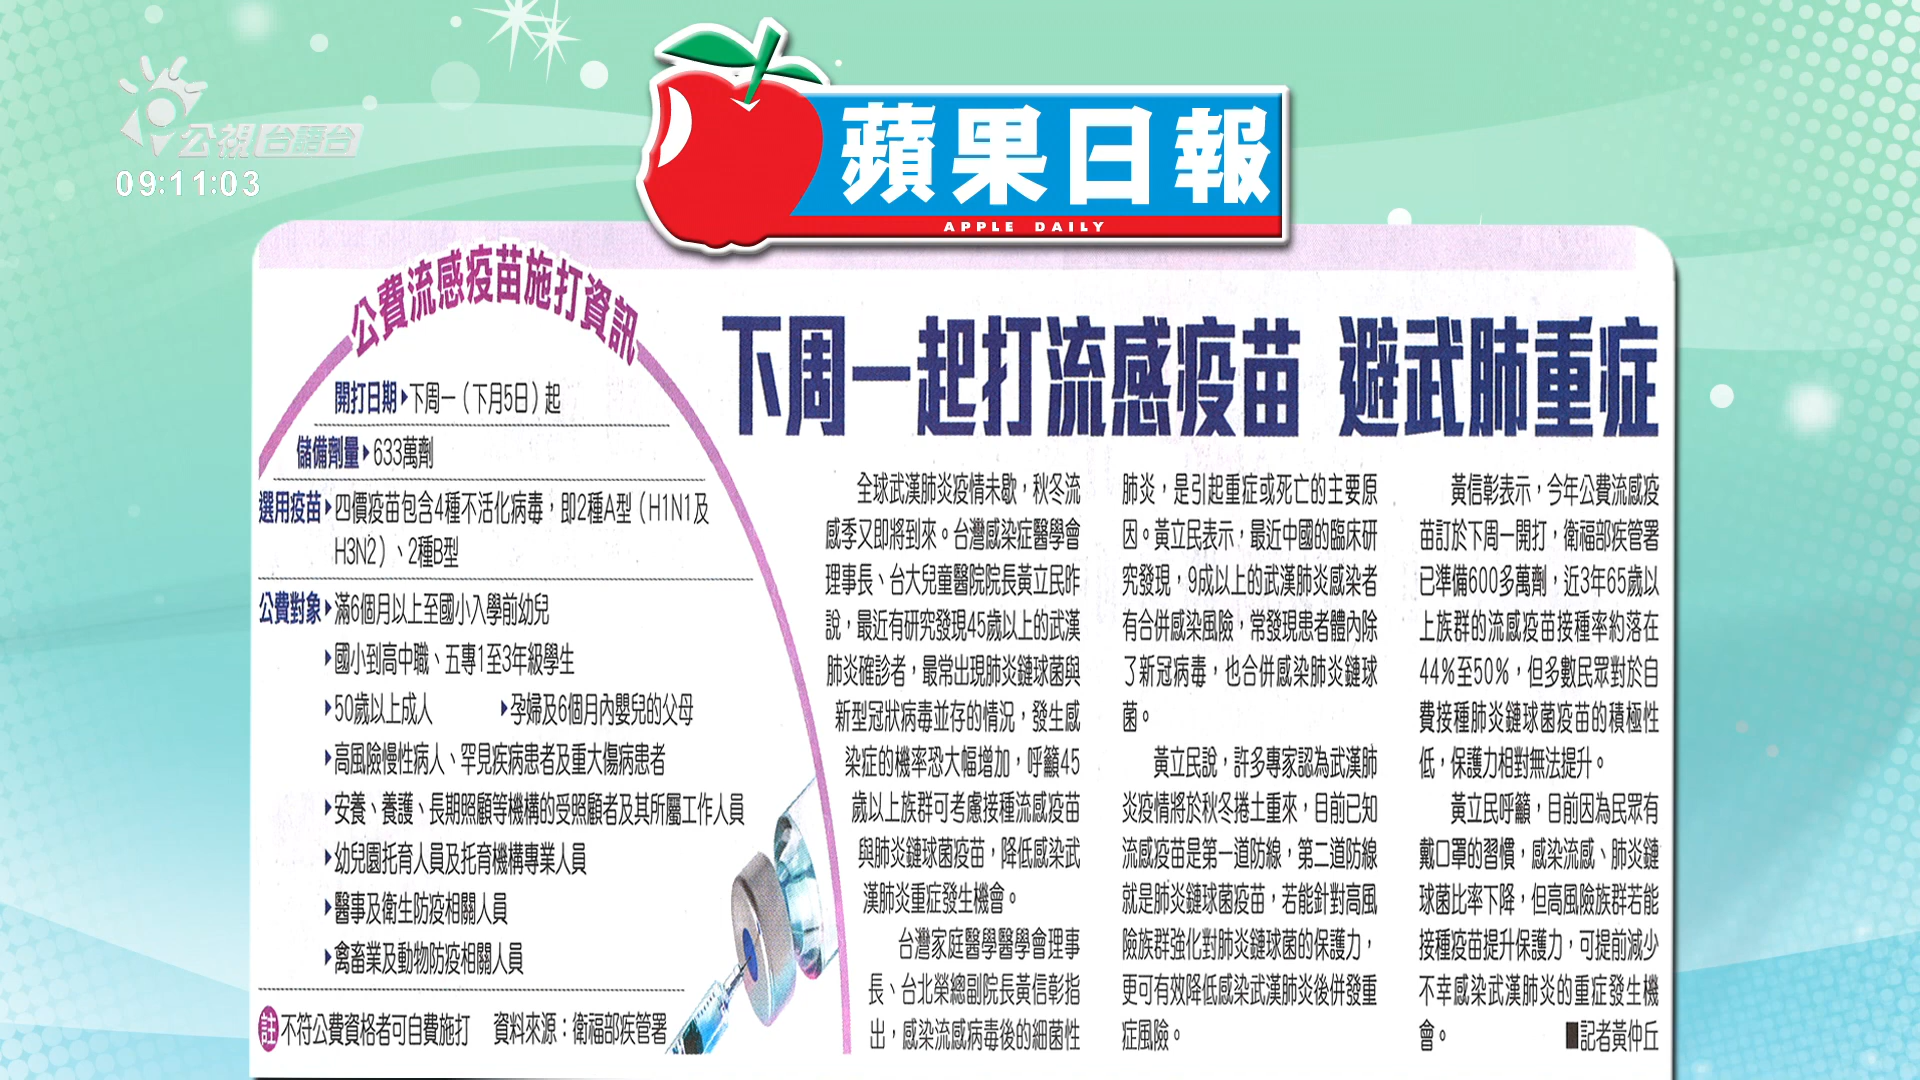 公視台語台
09:11:03
蘋果日報
APPLE DAILY
公費流感疫苗施打資訊
開打日期▶下周一（下月5日）起
儲備劑量▶633萬劑
選用疫苗▶四價疫苗包含4種不活化病毒，即2種A型（H1N1及
H3N2）、2種B型
公費對象▶滿6個月以上至國小入學前幼兒
▶國小到高中職、五專1至3年級學生
▶50歲以上成人 ▶孕婦及6個月內嬰兒的父母
▶高風險慢性病人、罕見疾病患者及重大傷病患者
▶安養、養護、長期照顧等機構的受照顧者及其所屬工作人員
▶幼兒園托育人員及托育機構專業人員
▶醫事及衛生防疫相關人員
▶禽畜業及動物防疫相關人員
註 不符公費資格者可自費施打 資料來源：衛福部疾管署
下周一起打流感疫苗 避武肺重症
全球武漢肺炎疫情未歇，秋冬流
感季又即將到來。台灣感染症醫學會
理事長、台大兒童醫院院長黃立民昨
說，最近有研究發現45歲以上的武漢
肺炎確診者，最常出現肺炎鏈球菌與
新型冠狀病毒並存的情況，發生感
染症的機率恐大幅增加，呼籲45
歲以上族群可考慮接種流感疫苗
與肺炎鏈球菌疫苗，降低感染武
漢肺炎重症發生機會。
台灣家庭醫學醫學會理事
長、台北榮總副院長黃信彰指
出，感染流感病毒後的細菌性
肺炎，是引起重症或死亡的主要原
因。黃立民表示，最近中國的臨床研
究發現，9成以上的武漢肺炎感染者
有合併感染風險，常發現患者體內除
了新冠病毒，也合併感染肺炎鏈球
菌。
黃立民說，許多專家認為武漢肺
炎疫情將於秋冬捲土重來，目前已知
流感疫苗是第一道防線，第二道防線
就是肺炎鏈球菌疫苗，若能針對高風
險族群強化對肺炎鏈球菌的保護力，
更可有效降低感染武漢肺炎後併發重
症風險。
黃信彰表示，今年公費流感疫
苗訂於下周一開打，衛福部疾管署
已準備600多萬劑，近3年65歲以
上族群的流感疫苗接種率約落在
44%至50%，但多數民眾對於自
費接種肺炎鏈球菌疫苗的積極性
低，保護力相對無法提升。
黃立民呼籲，目前因為民眾有
戴口罩的習慣，感染流感、肺炎鏈
球菌比率下降，但高風險族群若能
接種疫苗提升保護力，可提前減少
不幸感染武漢肺炎的重症發生機
會。 ■記者黃仲丘